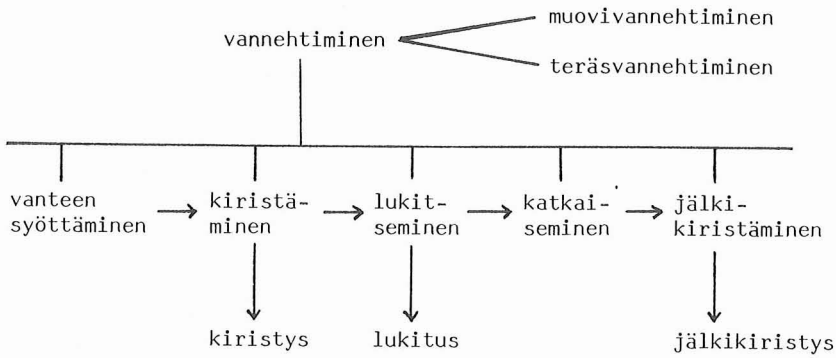 muovivannehtiminen
vannehtiminen
teräsvannehtiminen
vanteen
syöttäminen
kiristä-
minen
lukit-
seminen
katkai-
seminen
jälki-
kiristäminen
kiristys
lukitus
jälkikiristys